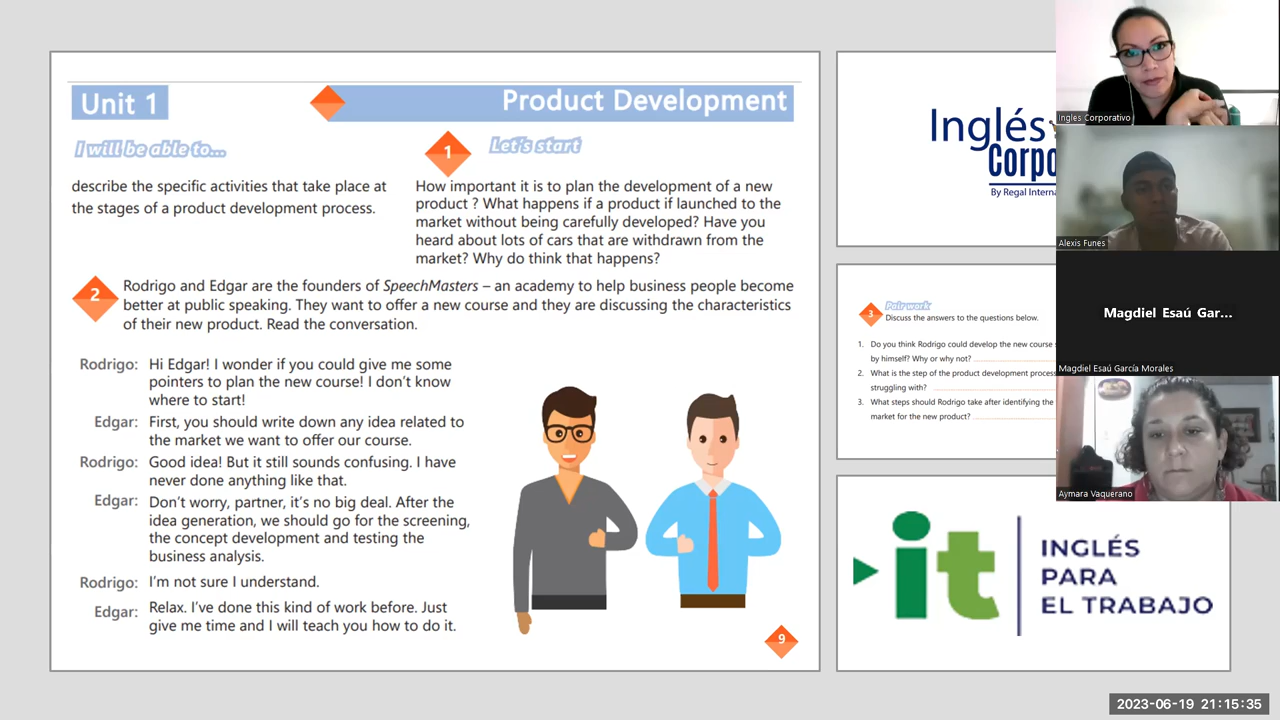 Unit 1
Product Development
I will be able to...
describe the specific activities that take place at
the stages of a product development process.
1
Let's start
How important it is to plan the development of a new
product ? What happens if a product if launched to the
market without being carefully developed? Have you
heard about lots of cars that are withdrawn from the
market? Why do think that happens?
2
Rodrigo and Edgar are the founders of SpeechMasters – an academy to help business people become
better at public speaking. They want to offer a new course and they are discussing the characteristics
of their new product. Read the conversation.
Rodrigo: Hi Edgar! I wonder if you could give me some
pointers to plan the new course! I don't know
where to start!
Edgar: First, you should write down any idea related to
the market we want to offer our course.
Rodrigo: Good idea! But it still sounds confusing. I have
never done anything like that.
Edgar: Don't worry, partner, it's no big deal. After the
idea generation, we should go for the screening,
the concept development and testing the
business analysis.
Rodrigo: I'm not sure I understand.
Edgar: Relax. I've done this kind of work before. Just
give me time and I will teach you how to do it.
9
Inglés
Corpo
By Regal Interna
3
Pair work
Discuss the answers to the questions below.
1. Do you think Rodrigo could develop the new course
by himself? Why or why not?
2. What is the step of the product development process
struggling with?
3. What steps should Rodrigo take after identifying the
market for the new product?
it
INGLÉS
PARA
EL TRABAJO
Ingles Corporativo
Alexis Funes
Magdiel Esaú Gar...
Magdiel Esaú García Morales
Aymara Vaquerano
2023-06-19 21:15:35